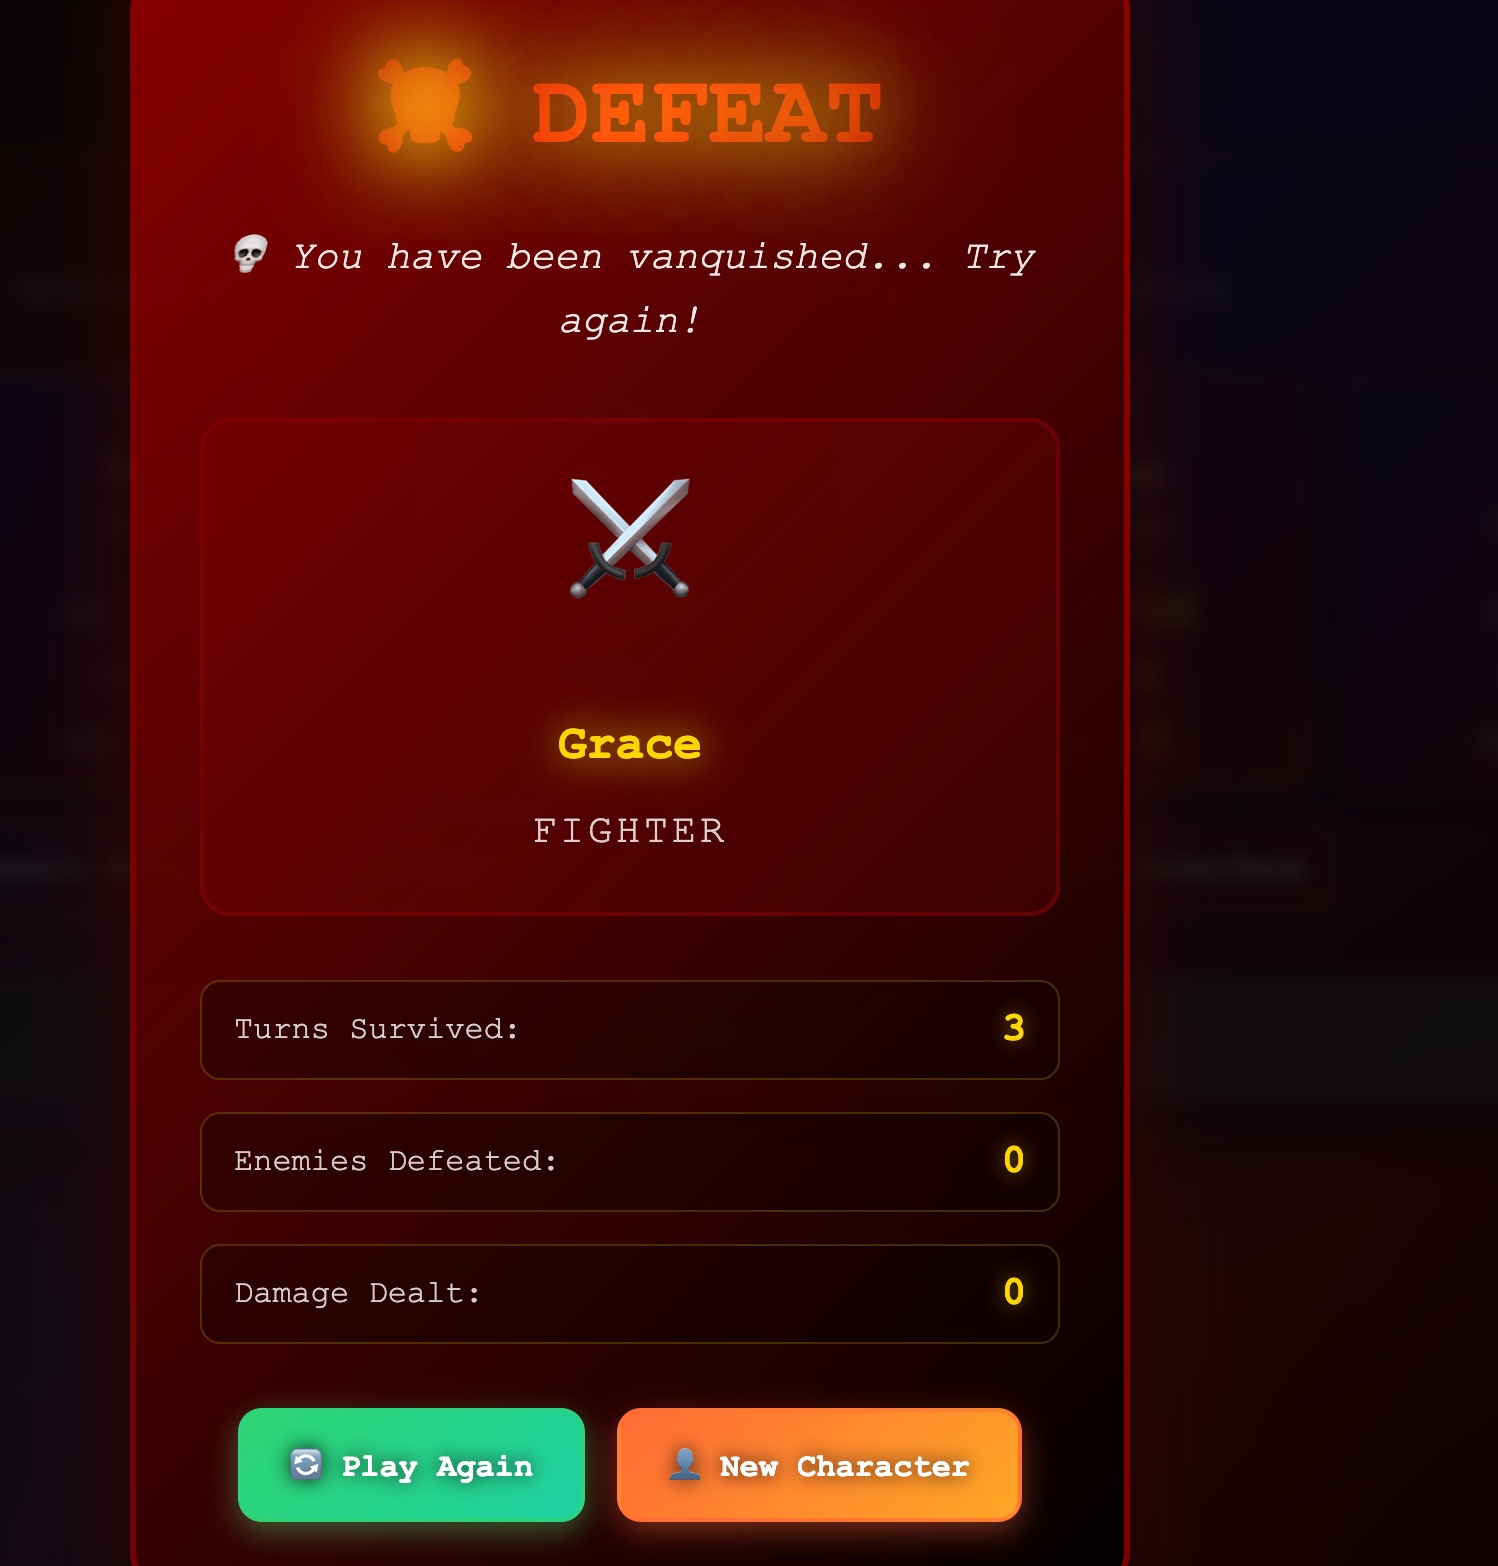 DEFEAT
You have been vanquished... Try
again!
Grace
FIGHTER
Turns Survived: 3
Enemies Defeated: 0
Damage Dealt: 0
Play Again
New Character